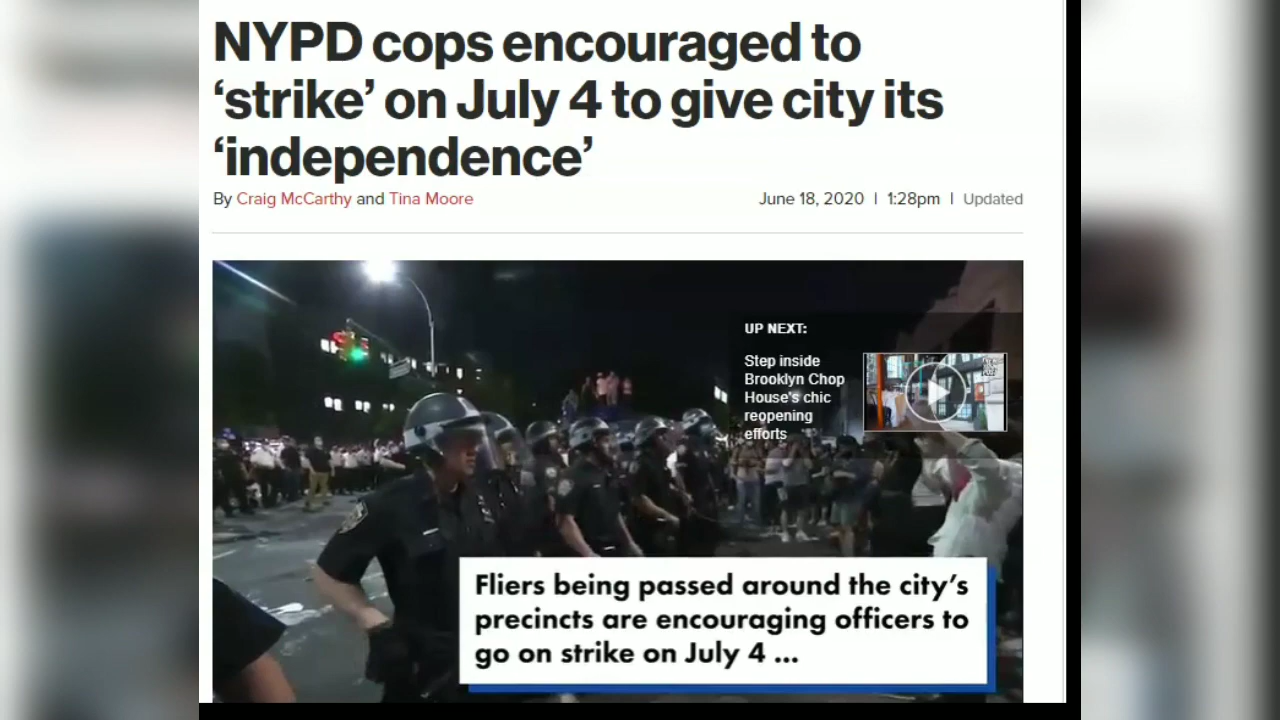 NYPD cops encouraged to
‘strike’ on July 4 to give city its
‘independence’
By Craig McCarthy and Tina Moore
June 18, 2020 | 1:28pm | Updated
UP NEXT:
Step inside
Brooklyn Chop
House's chic
reopening
efforts
Fliers being passed around the city’s
precincts are encouraging officers to
go on strike on July 4 ...